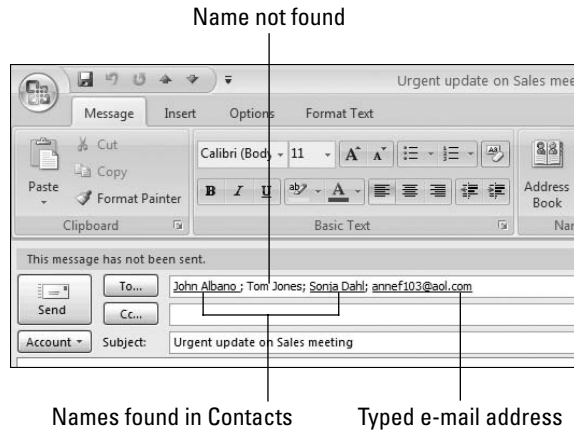 Name not found
Urgent update on Sales mee
Message Insert Options Format Text
Cut
Copy
Paste
Format Painter
Calibri (Body 11
Address
Book
Clipboard Basic Text Nar
This message has not been sent.
To... John Albano ; Tom Jones; Sonja Dahl; annef103@aol.com
Send
Cc...
Account Subject: Urgent update on Sales meeting
Names found in Contacts Typed e-mail address